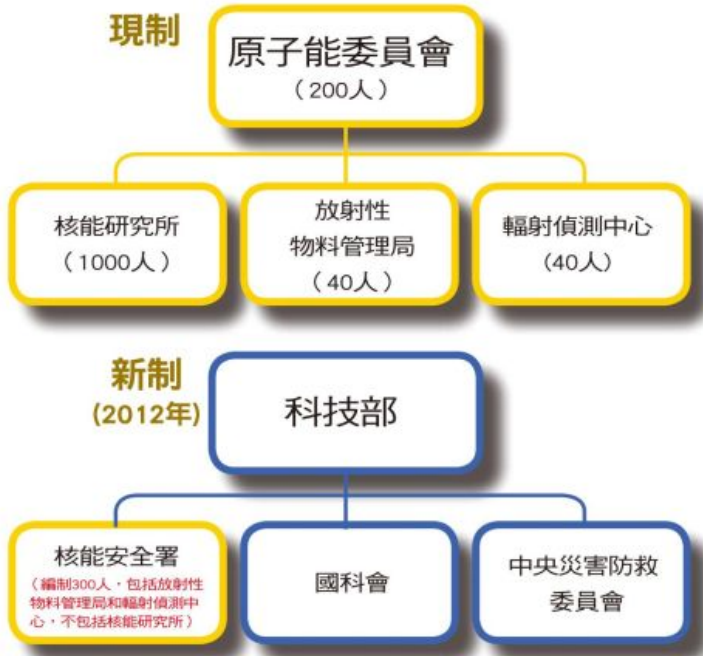 現制
原子能委員會
（200人）
核能研究所
（1000人）
放射性
物料管理局
（40人）
輻射偵測中心
(40人)
新制
(2012年)
科技部
核能安全署
（編制300人，包括放射性
物料管理局和輻射偵測中
心，不包括核能研究所）
國科會
中央災害防救
委員會